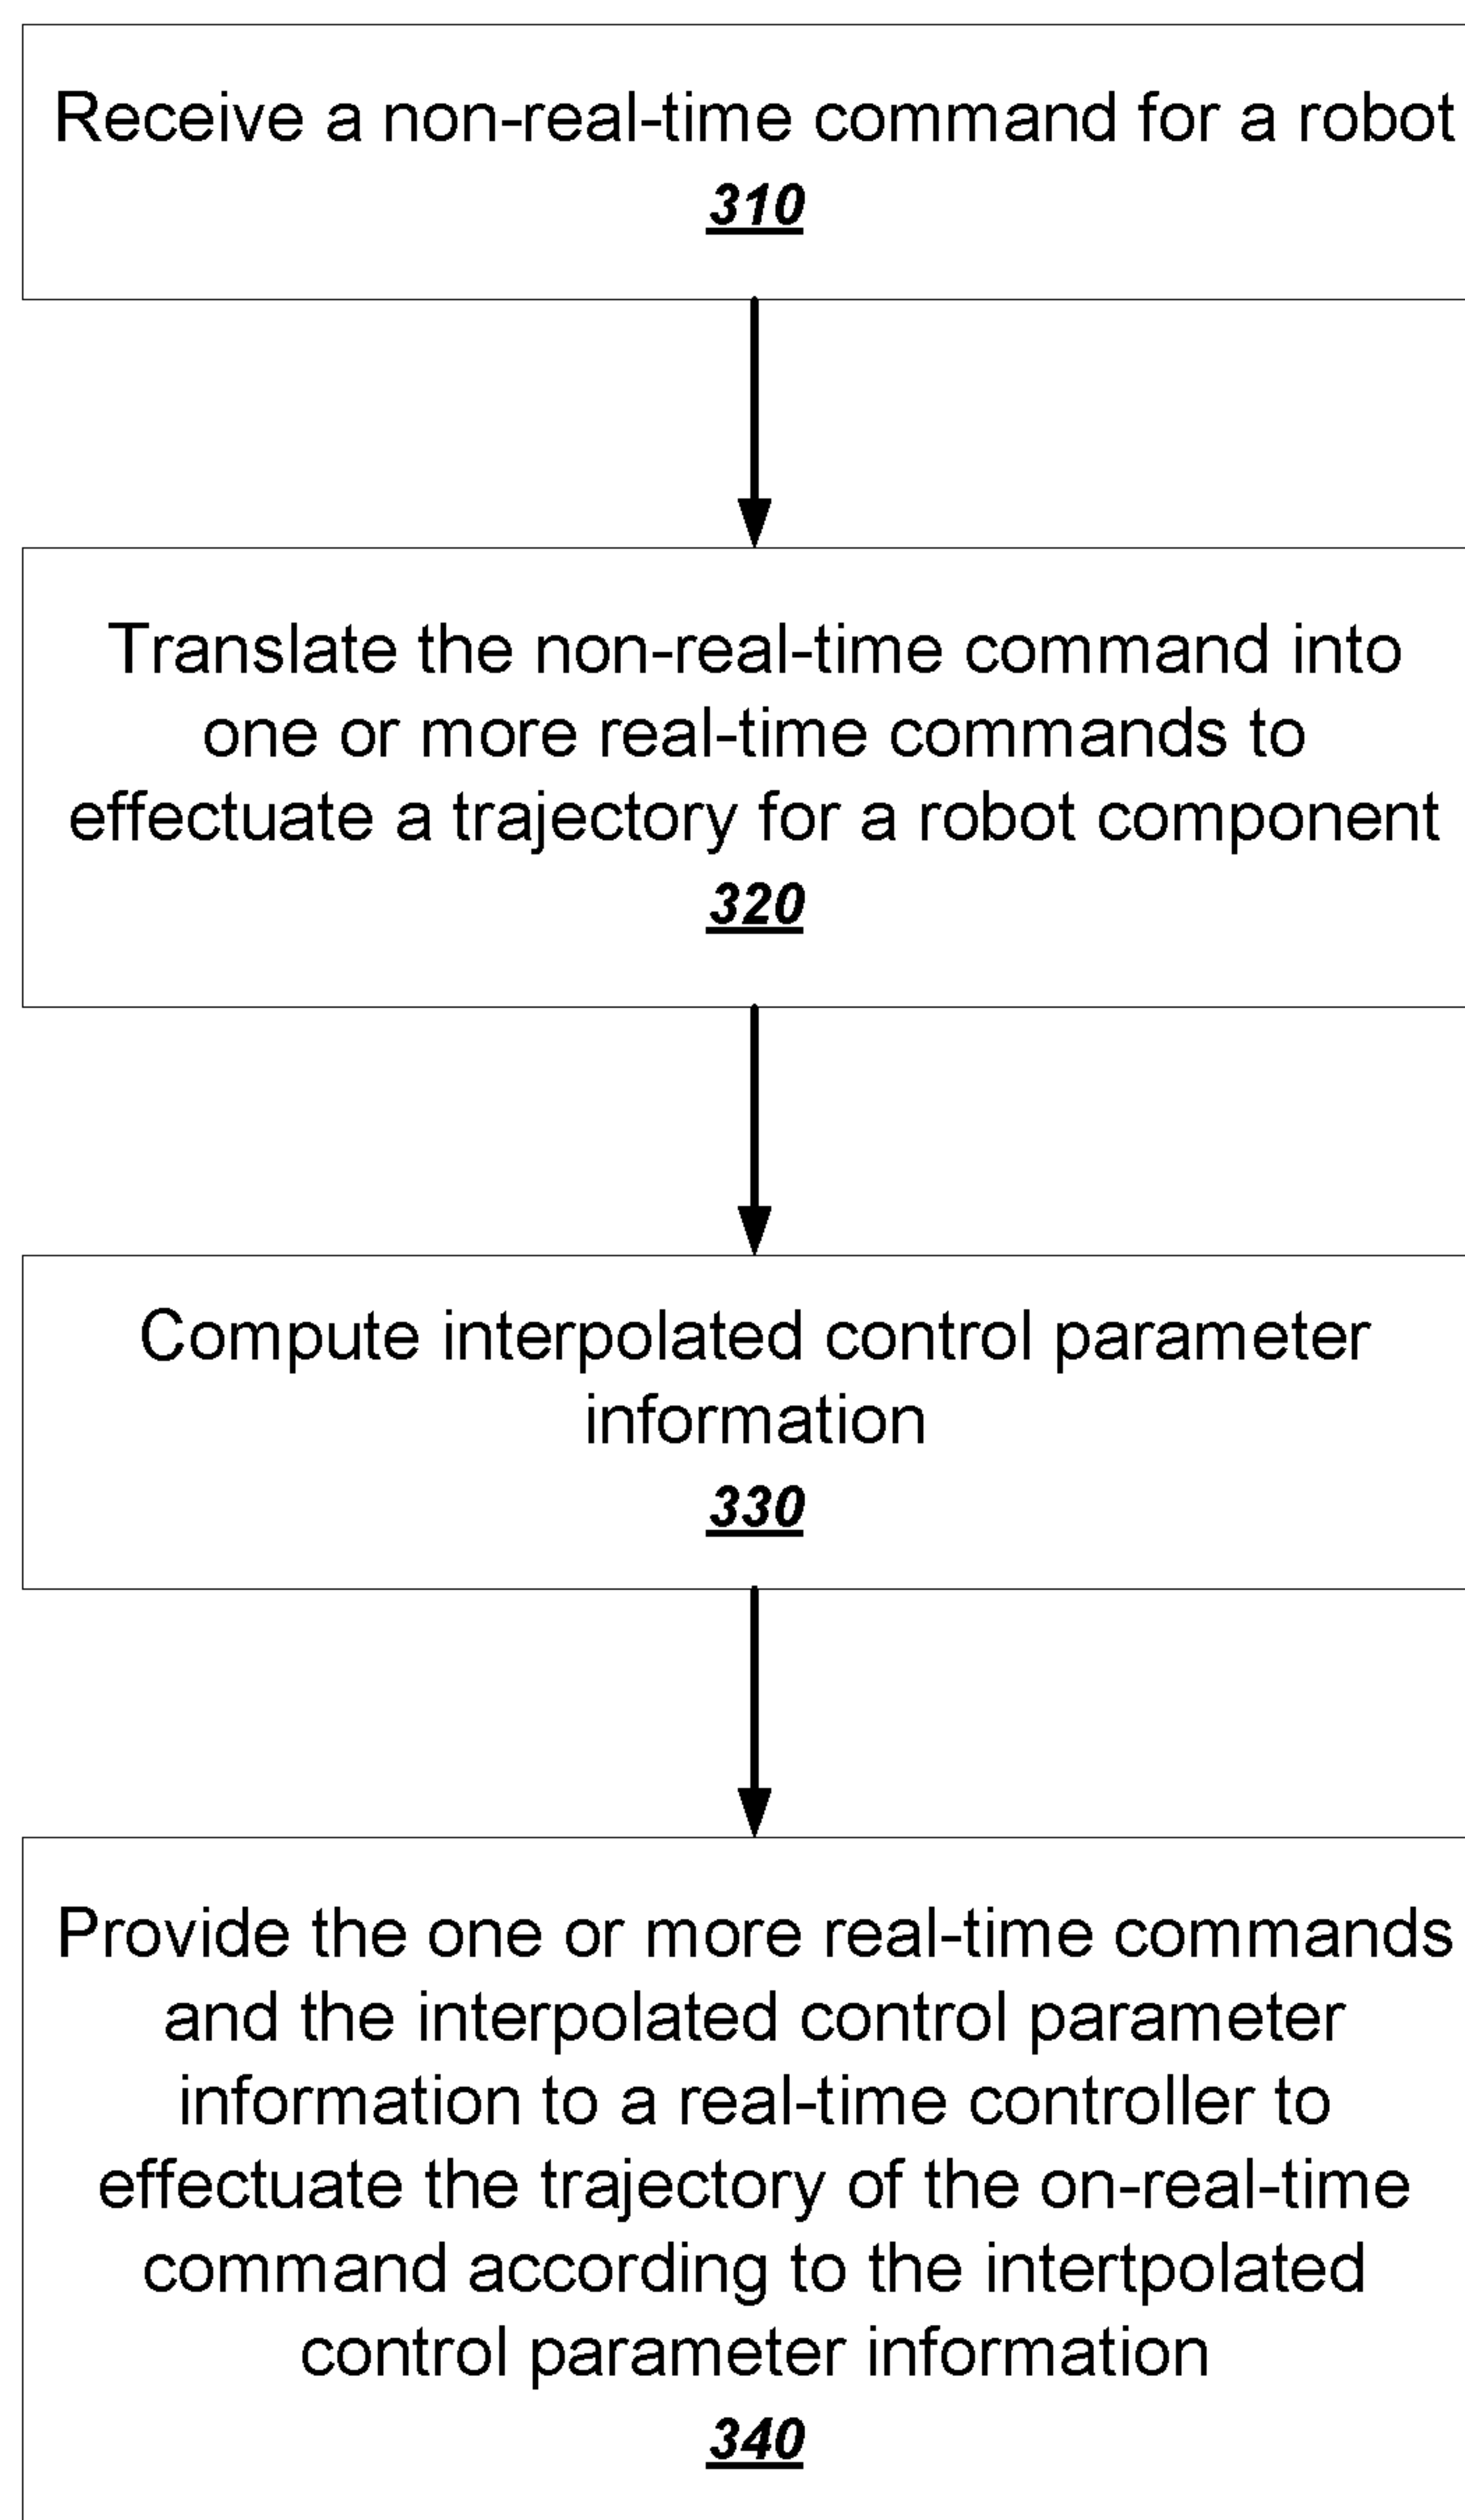 Receive a non-real-time command for a robot
310
Translate the non-real-time command into
one or more real-time commands to
effectuate a trajectory for a robot component
320
Compute interpolated control parameter
information
330
Provide the one or more real-time commands
and the interpolated control parameter
information to a real-time controller to
effectuate the trajectory of the on-real-time
command according to the intertpolated
control parameter information
340